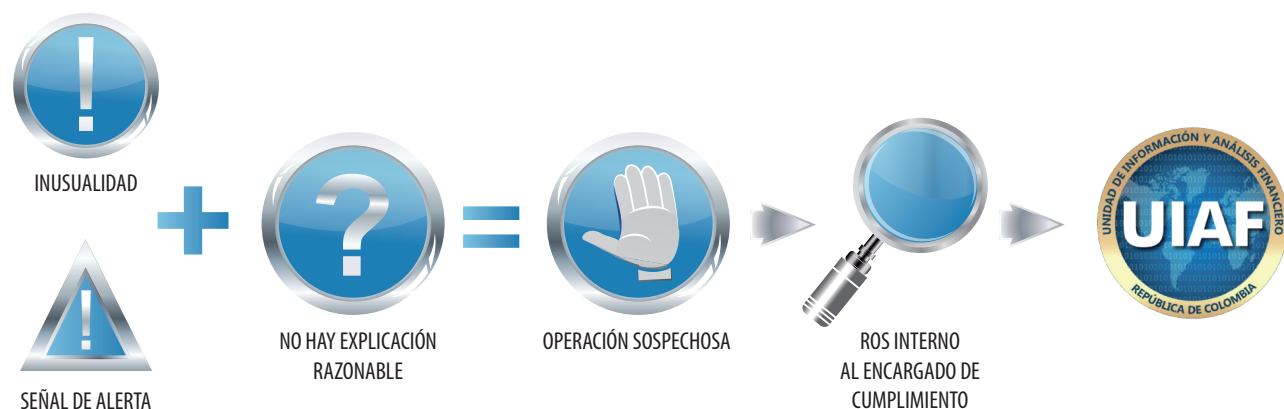 INUSUALIDAD
SEÑAL DE ALERTA
NO HAY EXPLICACIÓN
RAZONABLE
OPERACIÓN SOSPECHOSA
ROS INTERNO
AL ENCARGADO DE
CUMPLIMIENTO
UNIDAD DE INFORMACIÓN Y ANÁLISIS FINANCIERO
UIAF
REPÚBLICA DE COLOMBIA